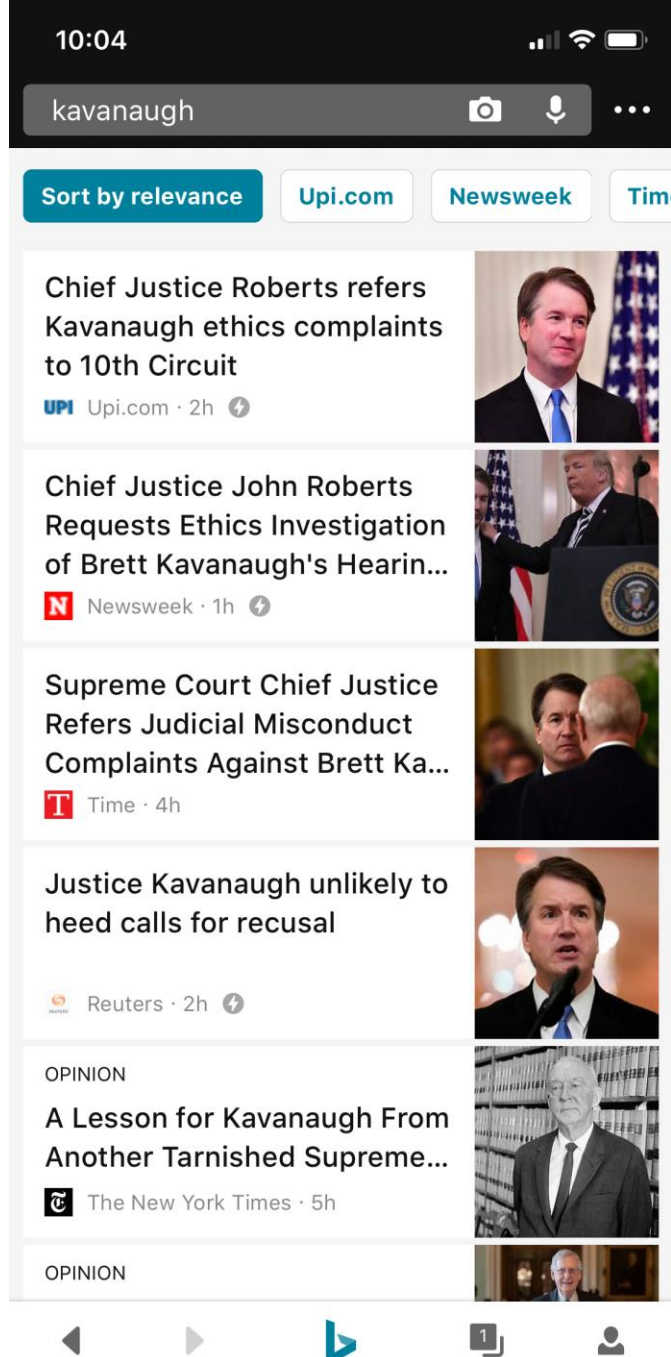 10:04
kavanaugh
Sort by relevance
Upi.com
Newsweek
Tim
Chief Justice Roberts refers
Kavanaugh ethics complaints
to 10th Circuit
UPI Upi.com · 2h
Chief Justice John Roberts
Requests Ethics Investigation
of Brett Kavanaugh's Hearin...
N Newsweek · 1h
Supreme Court Chief Justice
Refers Judicial Misconduct
Complaints Against Brett Ka...
T Time · 4h
Justice Kavanaugh unlikely to
heed calls for recusal
REUTERS Reuters · 2h
OPINION
A Lesson for Kavanaugh From
Another Tarnished Supreme...
T The New York Times · 5h
OPINION
1